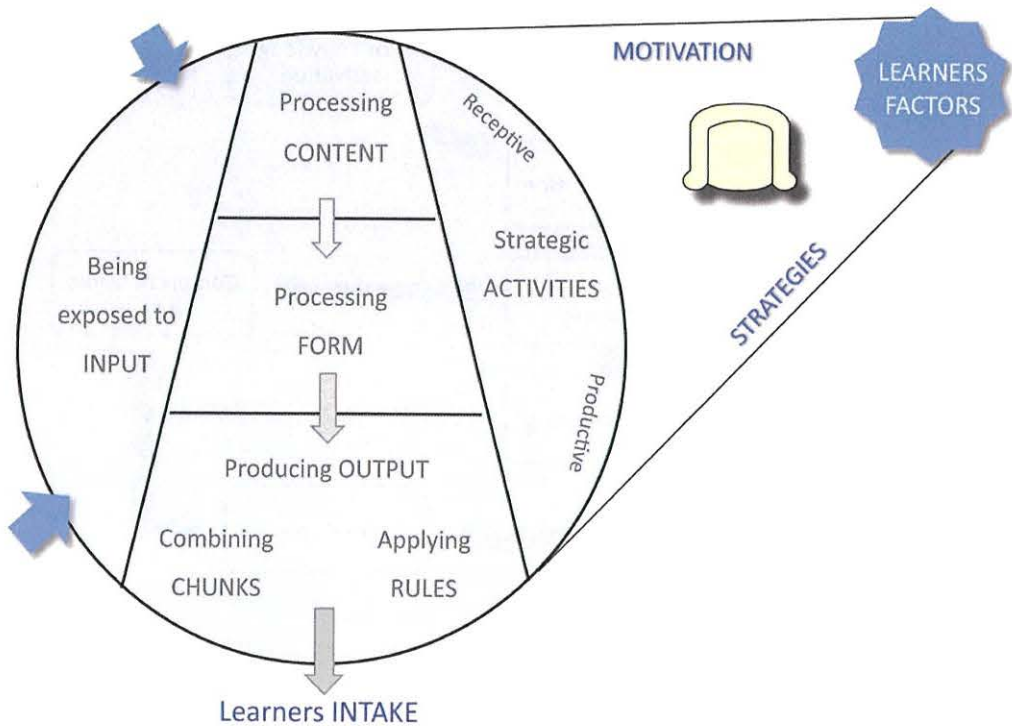 MOTIVATION
LEARNERS
FACTORS
Processing
CONTENT
Receptive
Strategic
ACTIVITIES
Being
exposed to
INPUT
Processing
FORM
STRATEGIES
Productive
Producing OUTPUT
Combining
CHUNKS
Applying
RULES
Learners INTAKE